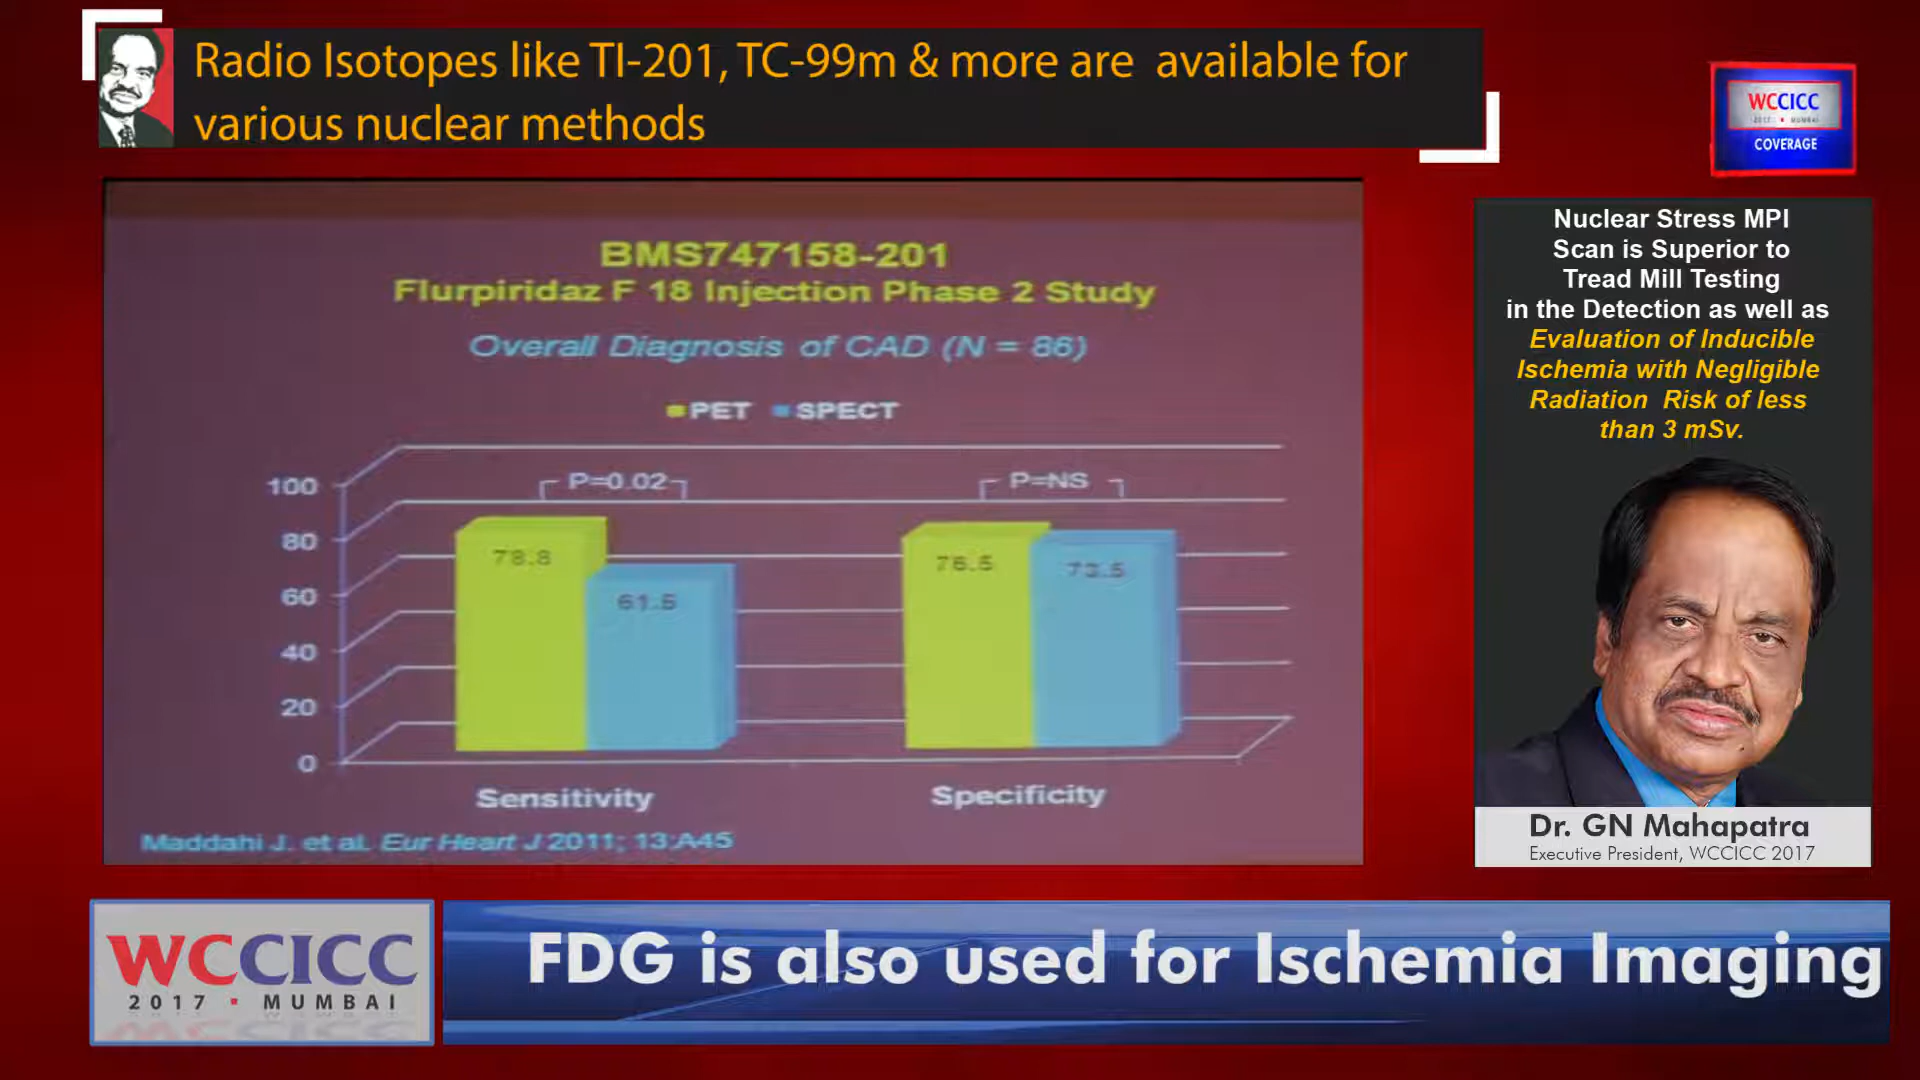 Radio Isotopes like TI-201, TC-99m & more are available for
various nuclear methods
WCCICC
2017 • MUMBAI
COVERAGE
BMS747158-201
Flurpiridaz F 18 Injection Phase 2 Study
Overall Diagnosis of CAD (N = 86)
PET SPECT
100
80
60
40
20
0
P=0.02
P=NS
78.8
61.5
76.5
73.5
Sensitivity
Specificity
Maddahi J. et al. Eur Heart J 2011; 13:A45
Nuclear Stress MPI
Scan is Superior to
Tread Mill Testing
in the Detection as well as
Evaluation of Inducible
Ischemia with Negligible
Radiation Risk of less
than 3 mSv.
Dr. GN Mahapatra
Executive President, WCCICC 2017
WCCICC
2017 • MUMBAI
FDG is also used for Ischemia Imaging